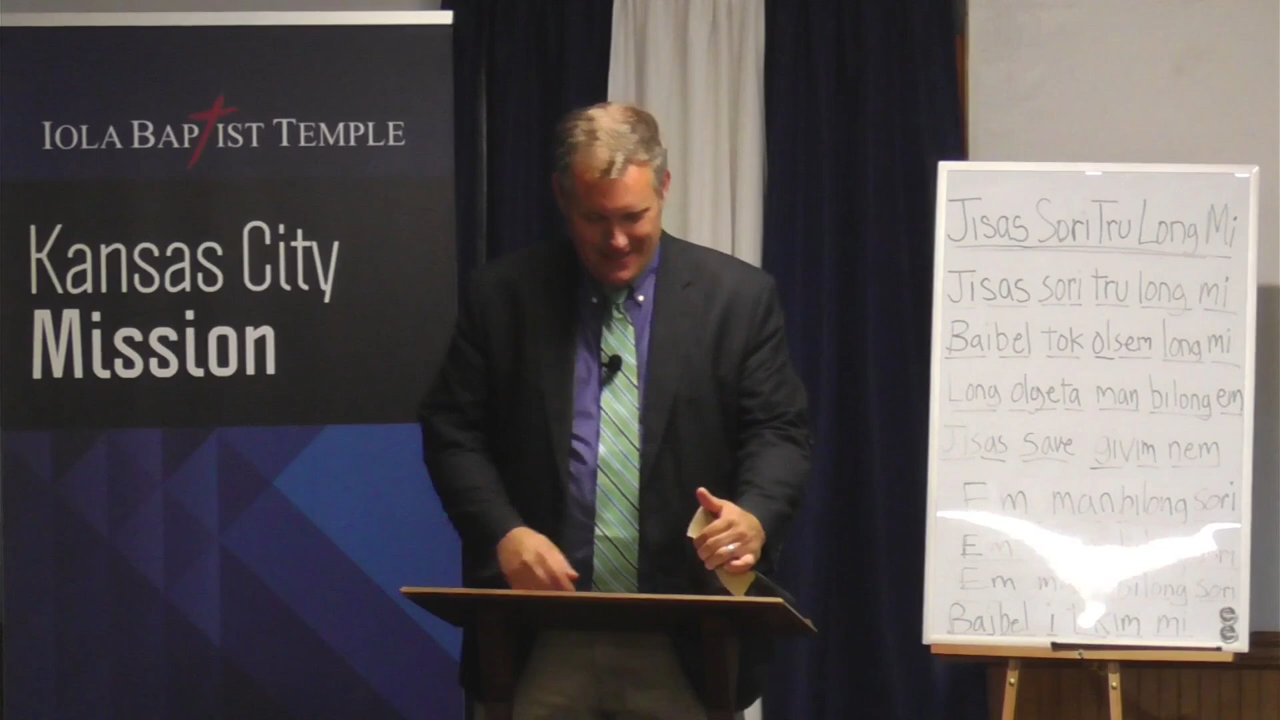 IOLA BAPTIST TEMPLE
Kansas City
Mission
Jisas Sori Tru Long Mi
Jisas sori tru long mi
Baibel tok olsem long mi
Long olgeta man bilong em
Jisas save givim nem
Em man bilong sori
Em
Em bilong sori
Baibel i mi